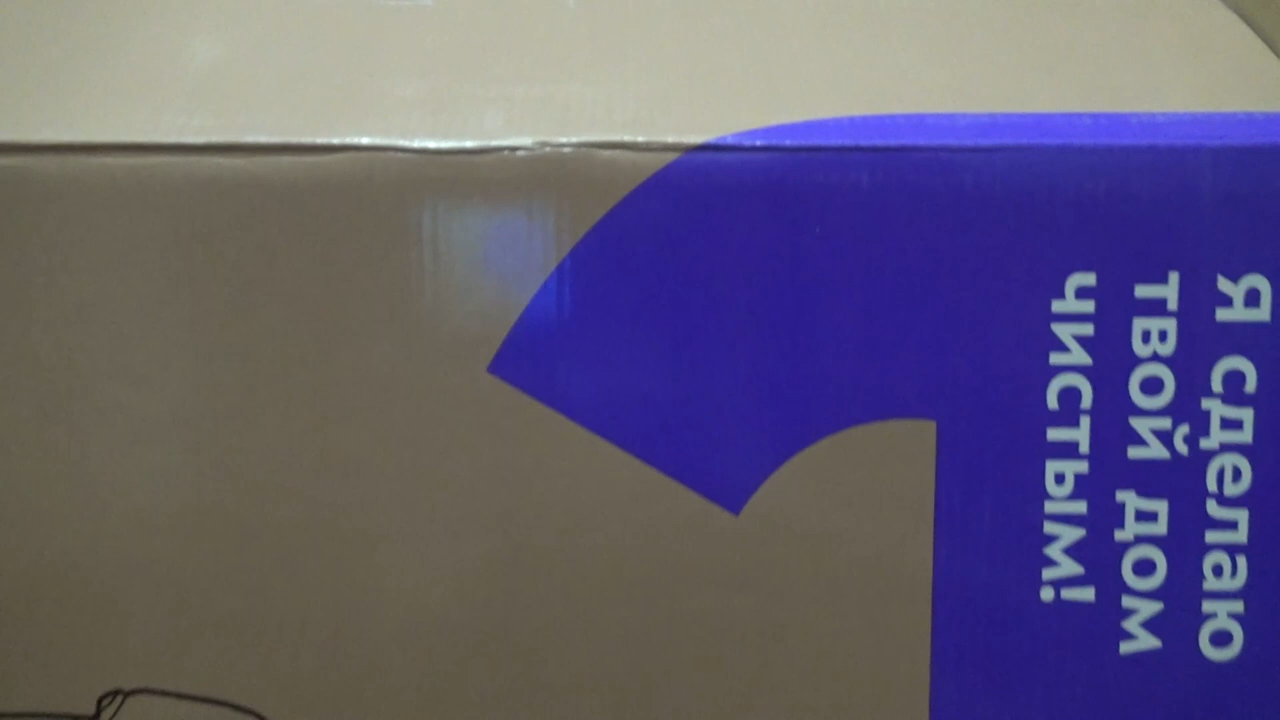 Я сделаю
твой дом
чистым!